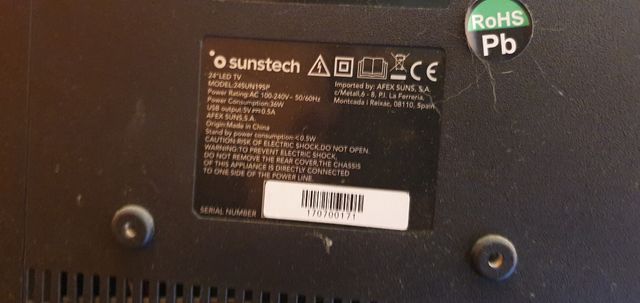 sunstech
24"LED TV
MODEL:24SUN19SP
Power Rating:AC 100-240V~ 50/60Hz
Power Consumption:36W
USB output:5V⎓0.5A
AFEX SUNS,S.A.
Origin:Made in China
Stand by power consumption:<0.5W
CAUTION:RISK OF ELECTRIC SHOCK,DO NOT OPEN.
WARNING:TO PREVENT ELECTRIC SHOCK,
DO NOT REMOVE THE REAR COVER,THE CHASSIS
OF THIS APPLIANCE IS DIRECTLY CONNECTED
TO ONE SIDE OF THE POWER LINE.
CE
Imported by: AFEX SUNS, S.A.
c/Metall,6 - 8, P.I. La Ferreria,
Montcada i Reixac, 08110, Spain
SERIAL NUMBER
170700171
RoHS
Pb